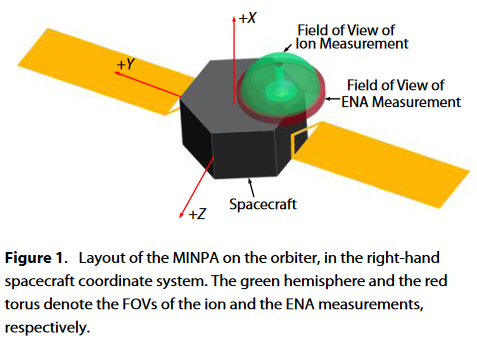 +X
Field of View of
Ion Measurement
+Y
Field of View of
ENA Measurement
Spacecraft
+Z
Figure 1. Layout of the MINPA on the orbiter, in the right-hand
spacecraft coordinate system. The green hemisphere and the red
torus denote the FOVs of the ion and the ENA measurements,
respectively.